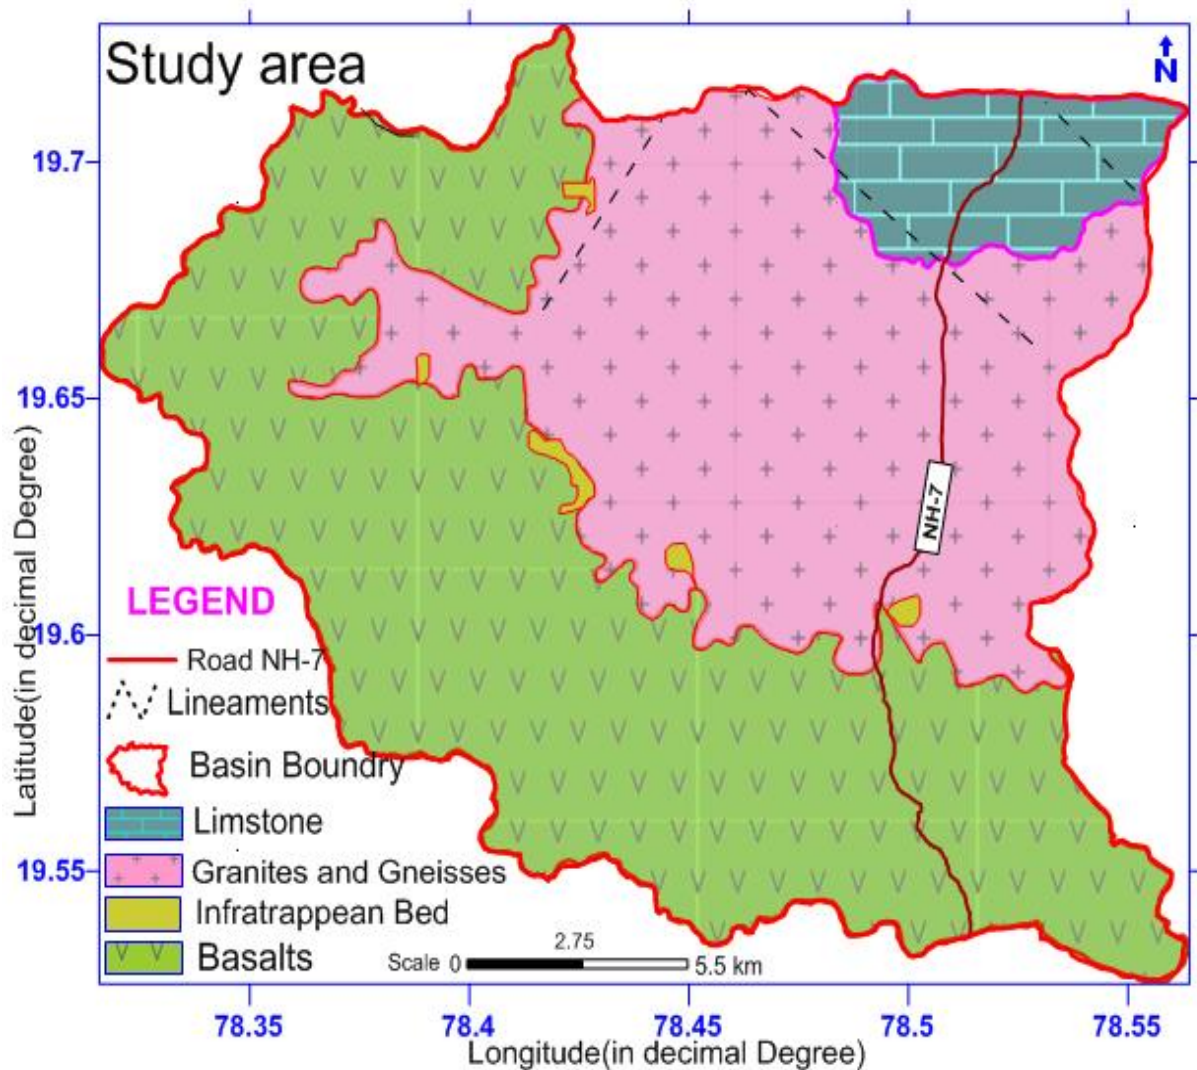 Study area
N
19.7
19.65
19.6
19.55
Latitude(in decimal Degree)
NH-7
LEGEND
Road NH-7
Lineaments
Basin Boundry
Limstone
Granites and Gneisses
Infratrappean Bed
Basalts
2.75
Scale 0 5.5 km
78.35 78.4 78.45 78.5 78.55
Longitude(in decimal Degree)